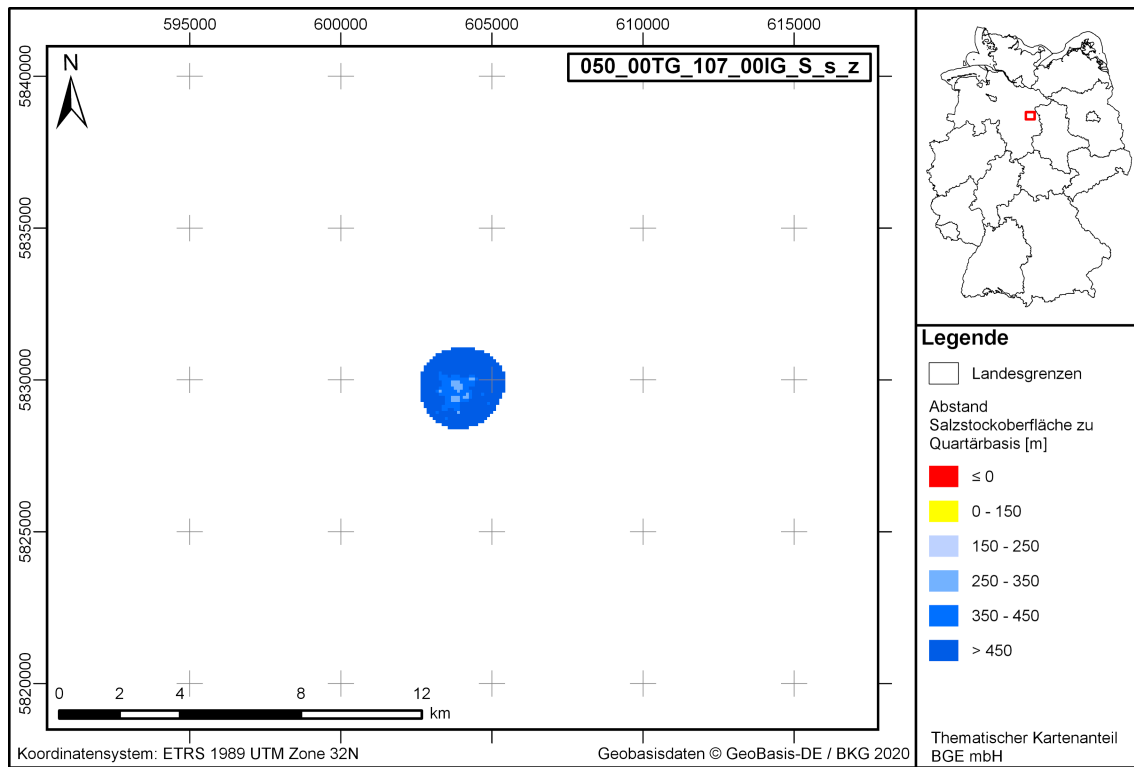 595000 600000 605000 610000 615000
5840000
5835000
5830000
5825000
5820000
N
050_00TG_107_00IG_S_s_z
0 2 4 8 12
km
Koordinatensystem: ETRS 1989 UTM Zone 32N
Geobasisdaten © GeoBasis-DE / BKG 2020
Legende
Landesgrenzen
Abstand
Salzstockoberfläche zu
Quartärbasis [m]
≤ 0
0 - 150
150 - 250
250 - 350
350 - 450
> 450
Thematischer Kartenanteil
BGE mbH